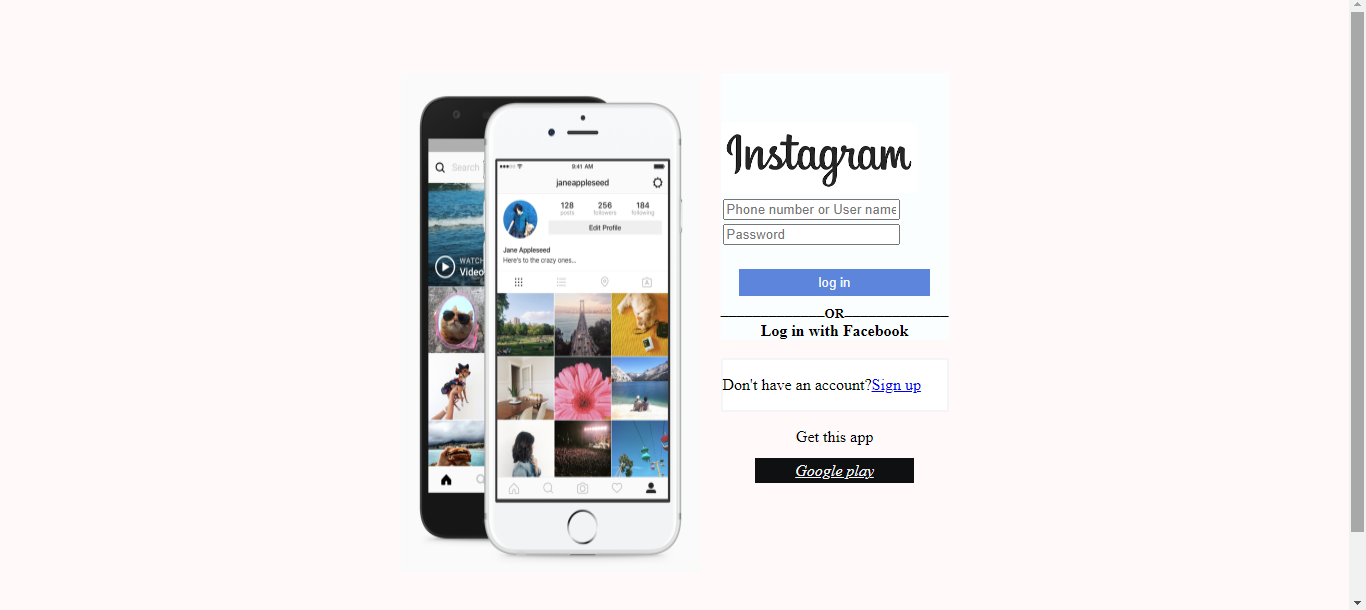 Search
WATCH
Video
9:41 AM
janeappleseed
128
256
184
posts
followers
following
Edit Profile
Jane Appleseed
Here's to the crazy ones...
Instagram
Phone number or User name
Password
log in
OR
Log in with Facebook
Don't have an account?Sign up
Get this app
Google play